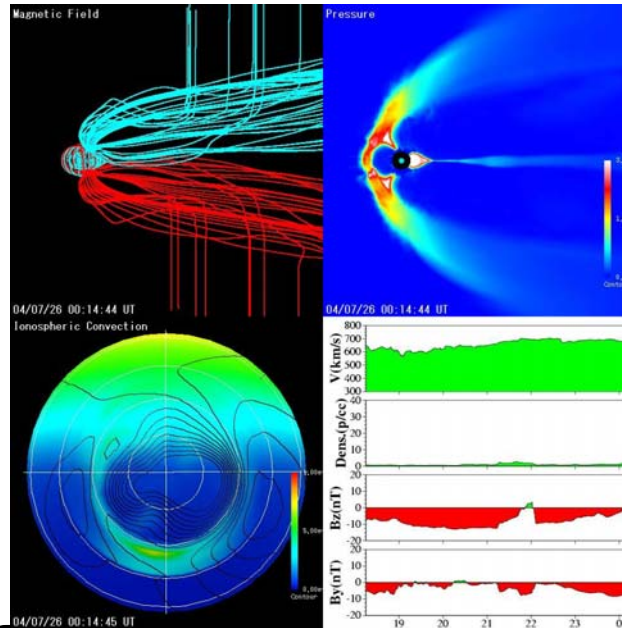 Magnetic Field
04/07/26 00:14:44 UT
Pressure
04/07/26 00:14:44 UT
Contour
Ionospheric Convection
04/07/26 00:14:45 UT
Contour
V(km/s)
800
700
600
500
400
300
Dens.(p/cc)
40
30
20
10
0
Bz(nT)
20
10
0
-10
-20
By(nT)
20
10
0
-10
-20
19
20
21
22
23